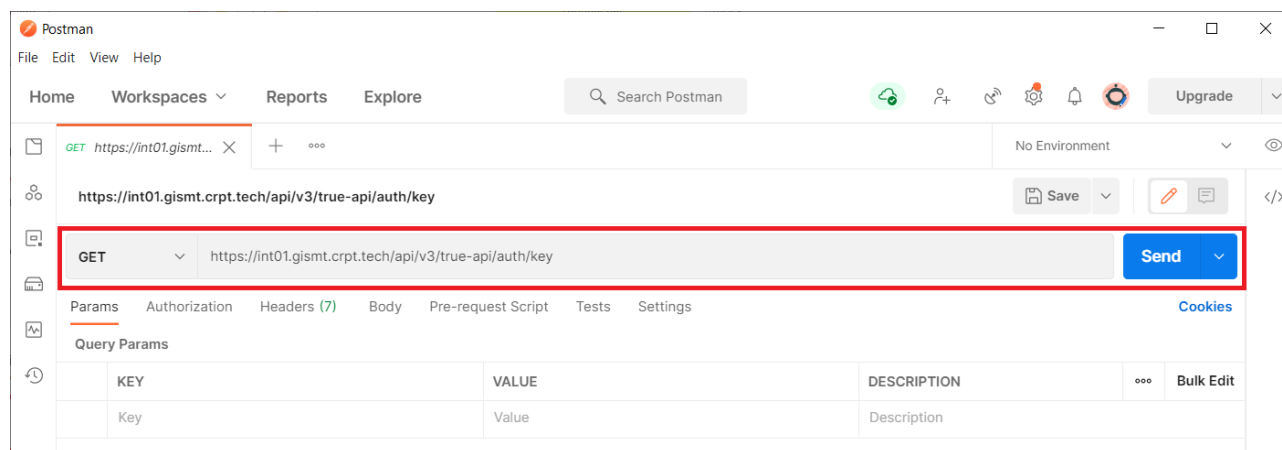 Postman
File Edit View Help
Home Workspaces Reports Explore Search Postman Upgrade
GET https://int01.gismt... No Environment
https://int01.gismt.crpt.tech/api/v3/true-api/auth/key Save
GET https://int01.gismt.crpt.tech/api/v3/true-api/auth/key Send
Params Authorization Headers (7) Body Pre-request Script Tests Settings Cookies
Query Params
KEY VALUE DESCRIPTION Bulk Edit
Key Value Description